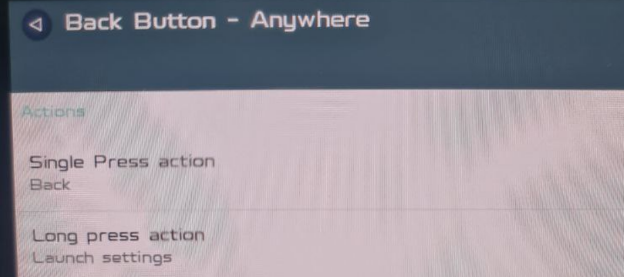 Back Button - Anywhere
Actions
Single Press action
Back
Long press action
Launch settings